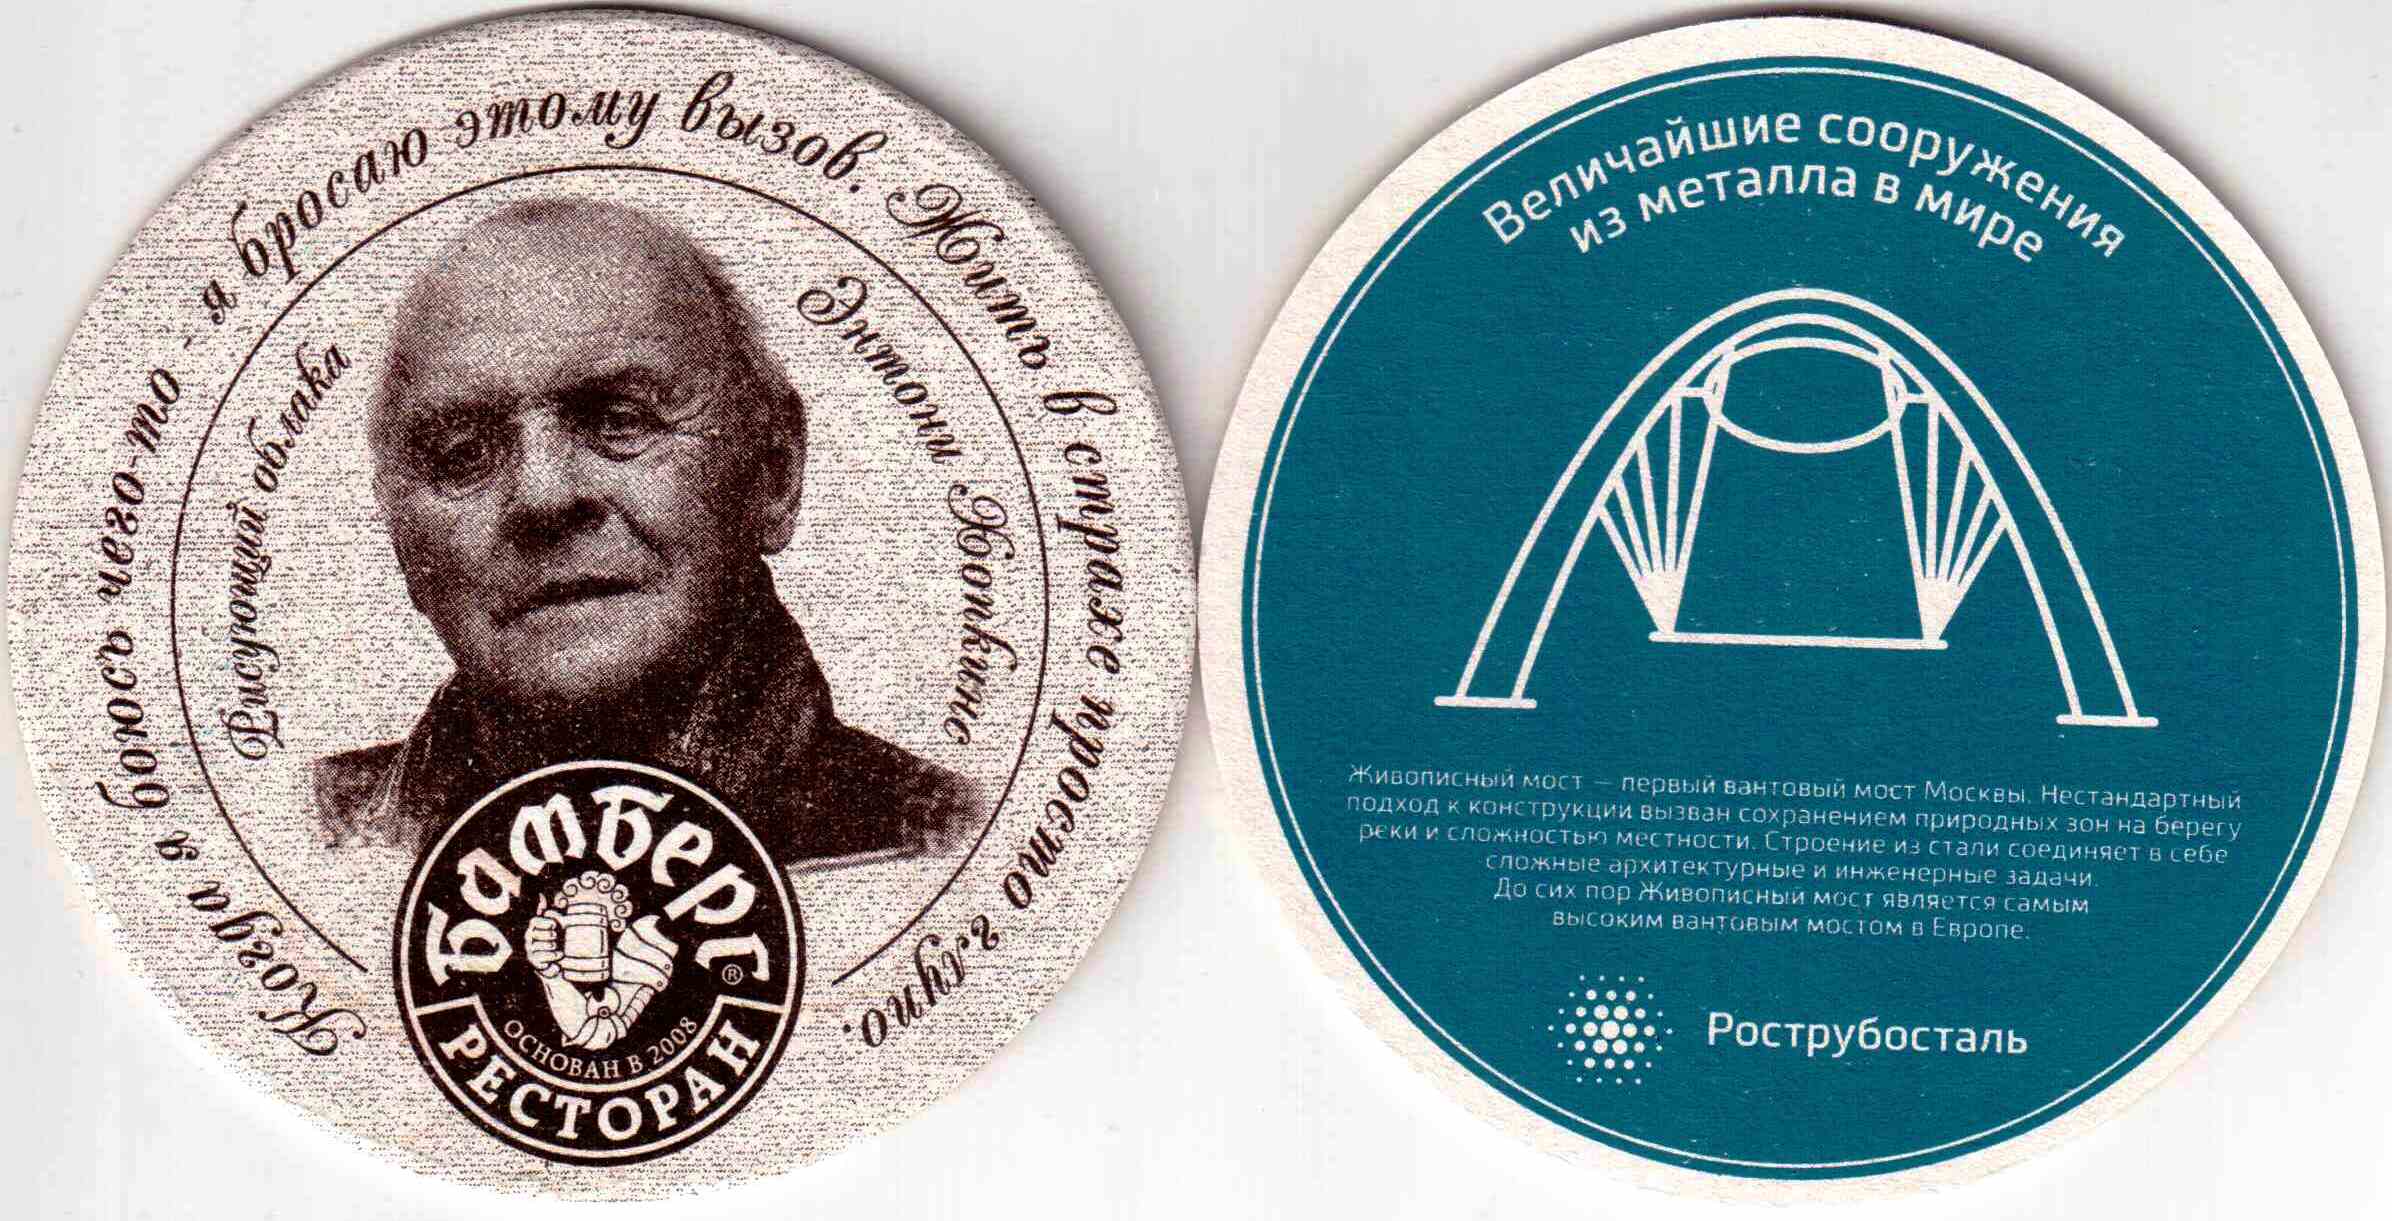 Когда я боюсь чего-то - я бросаю этому вызов. Жить в страхе просто глупо.
Рисующий облака
Энтони Хопкинс
Бамберг
®
ОСНОВАН В 2008
РЕСТОРАН
Величайшие сооружения
из металла в мире
Живописный мост — первый вантовый мост Москвы. Нестандартный
подход к конструкции вызван сохранением природных зон на берегу
реки и сложностью местности. Строение из стали соединяет в себе
сложные архитектурные и инженерные задачи.
До сих пор Живописный мост является самым
высоким вантовым мостом в Европе.
Рострубосталь